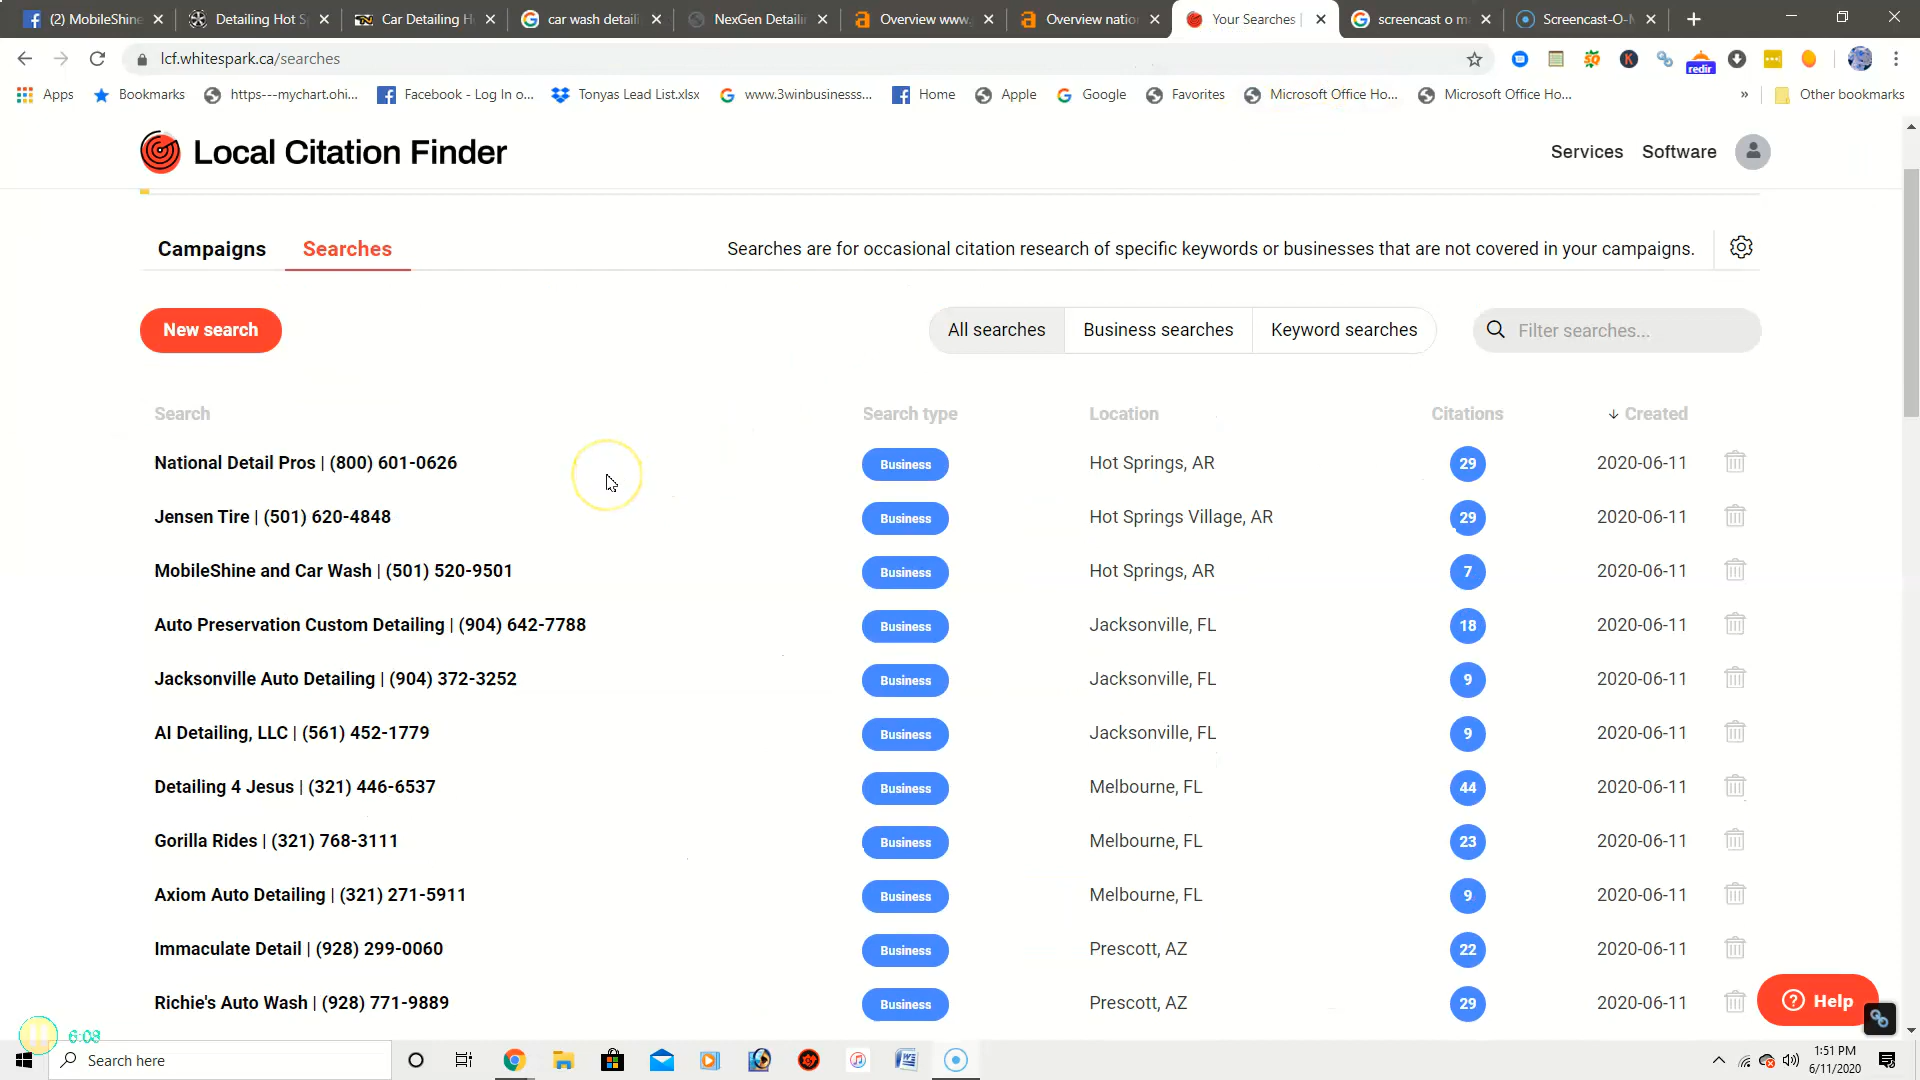 (2) MobileShine
Detailing Hot S
Car Detailing H
car wash detail
NexGen Detaili
Overview www.
Overview natio
Your Searches |
screencast o m
Screencast-O-M
lcf.whitespark.ca/searches
redir
Apps
Bookmarks
https---mychart.ohi...
Facebook - Log In o...
Tonyas Lead List.xlsx
www.3winbusinesss...
Home
Apple
Google
Favorites
Microsoft Office Ho...
Microsoft Office Ho...
»
Other bookmarks
Local Citation Finder
Services
Software
Campaigns
Searches
Searches are for occasional citation research of specific keywords or businesses that are not covered in your campaigns.
New search
All searches
Business searches
Keyword searches
Filter searches...
Search Search type Location Citations Created
National Detail Pros | (800) 601-0626 Business Hot Springs, AR 29 2020-06-11
Jensen Tire | (501) 620-4848 Business Hot Springs Village, AR 29 2020-06-11
MobileShine and Car Wash | (501) 520-9501 Business Hot Springs, AR 7 2020-06-11
Auto Preservation Custom Detailing | (904) 642-7788 Business Jacksonville, FL 18 2020-06-11
Jacksonville Auto Detailing | (904) 372-3252 Business Jacksonville, FL 9 2020-06-11
AI Detailing, LLC | (561) 452-1779 Business Jacksonville, FL 9 2020-06-11
Detailing 4 Jesus | (321) 446-6537 Business Melbourne, FL 44 2020-06-11
Gorilla Rides | (321) 768-3111 Business Melbourne, FL 23 2020-06-11
Axiom Auto Detailing | (321) 271-5911 Business Melbourne, FL 9 2020-06-11
Immaculate Detail | (928) 299-0060 Business Prescott, AZ 22 2020-06-11
Richie's Auto Wash | (928) 771-9889 Business Prescott, AZ 29 2020-06-11
Help
6:08
Search here
1:51 PM
6/11/2020